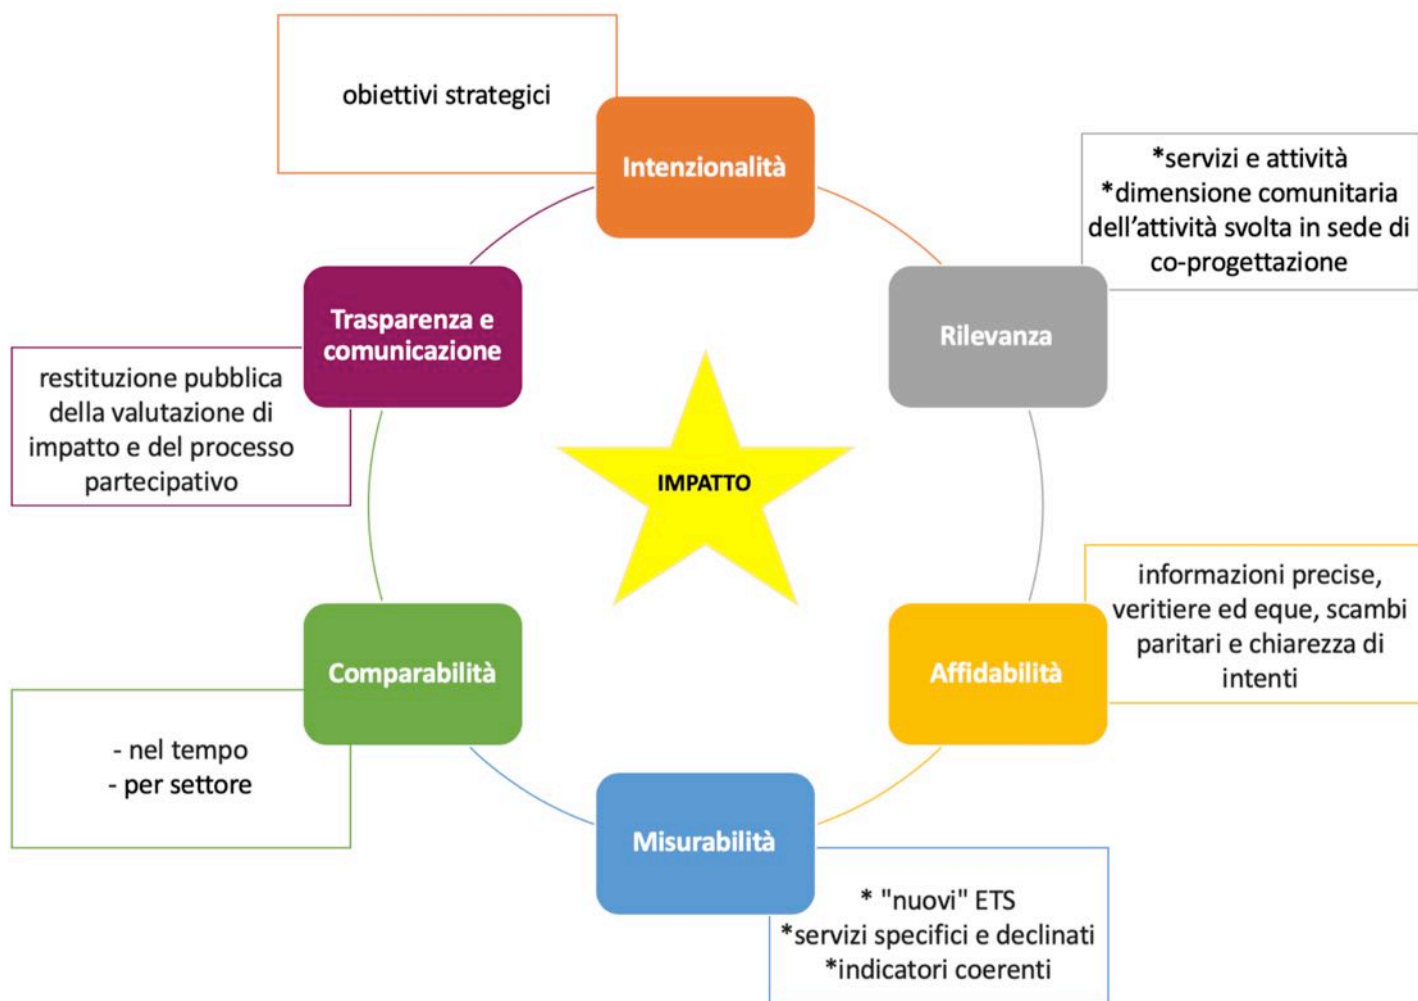 obiettivi strategici
Intenzionalità
*servizi e attività
*dimensione comunitaria
dell'attività svolta in sede di
co-progettazione
Rilevanza
informazioni precise,
veritiere ed eque, scambi
paritari e chiarezza di
intenti
Affidabilità
Misurabilità
* "nuovi" ETS
*servizi specifici e declinati
*indicatori coerenti
Comparabilità
- nel tempo
- per settore
Trasparenza e
comunicazione
restituzione pubblica
della valutazione di
impatto e del processo
partecipativo
IMPATTO